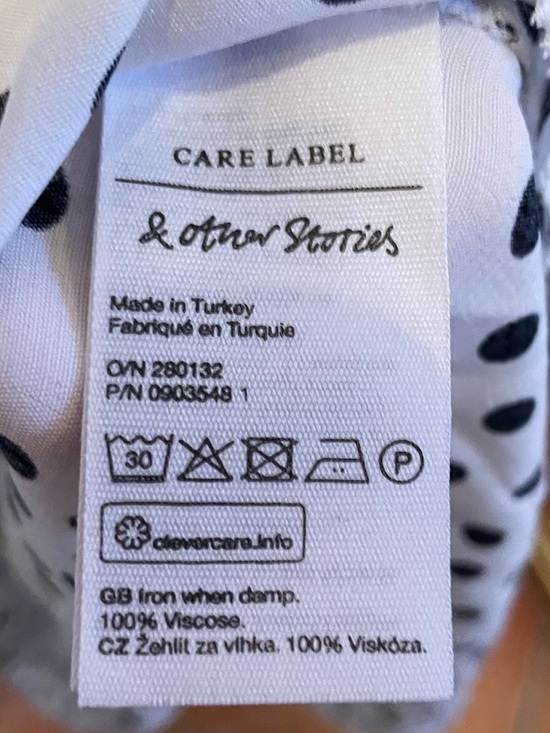 CARE LABEL
& other Stories
Made in Turkey
Fabriqué en Turquie
O/N 280132
P/N 0903548 1
30
P
clevercare.info
GB Iron when damp.
100% Viscose.
CZ Žehlit za vlhka. 100% Viskóza.